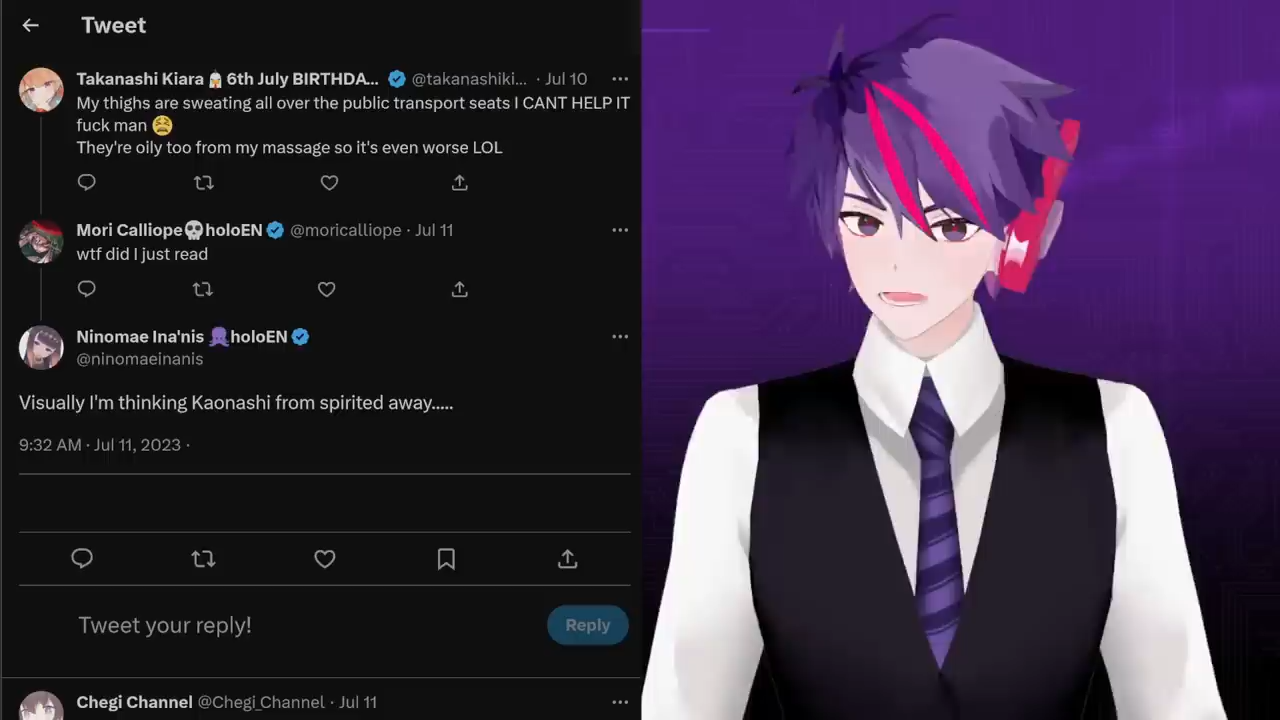 Tweet
Takanashi Kiara 🐔 6th July BIRTHDA... @takanashiki... · Jul 10
My thighs are sweating all over the public transport seats I CANT HELP IT
fuck man 😫
They're oily too from my massage so it's even worse LOL
Mori Calliope💀holoEN @moricalliope · Jul 11
wtf did I just read
Ninomae Ina'nis 🐙holoEN
@ninomaeinanis
Visually I'm thinking Kaonashi from spirited away.....
9:32 AM · Jul 11, 2023 ·
Tweet your reply!
Reply
Chegi Channel @Chegi_Channel · Jul 11